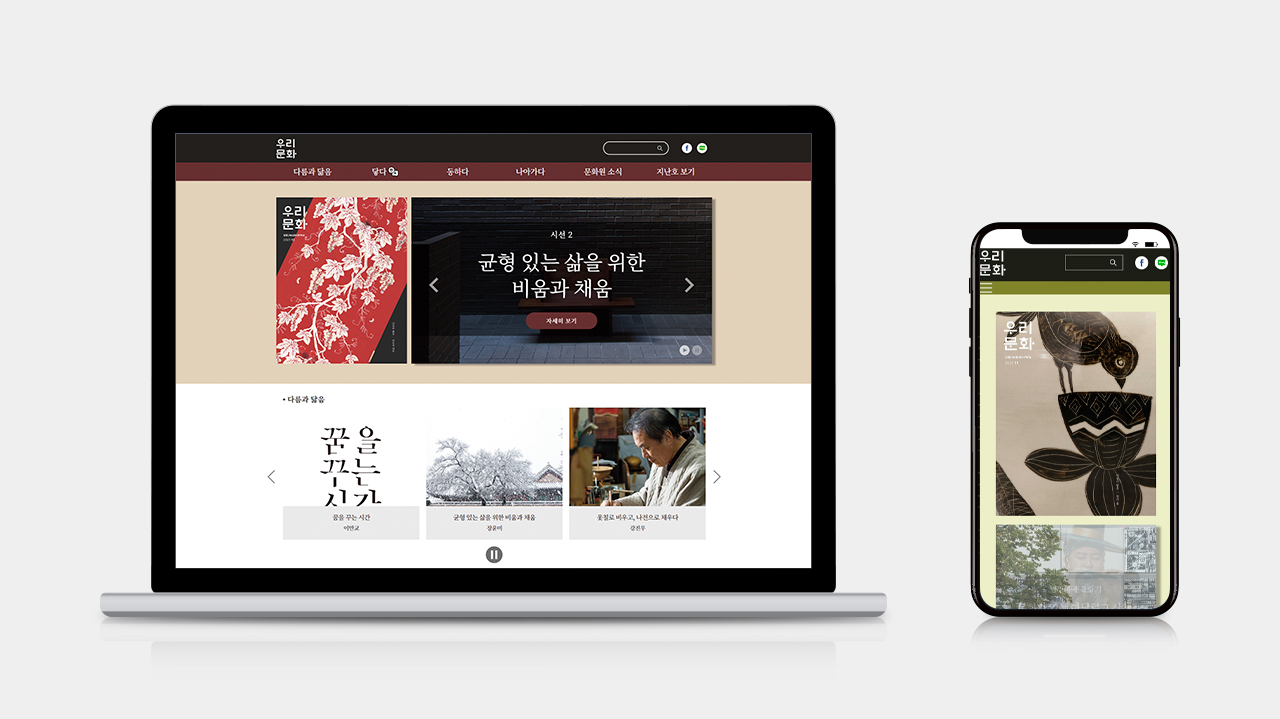 우리
문화
다름과 닮음
닿다
동하다
나아가다
문화원 소식
지난호 보기
우리
문화
시선 2
균형 있는 삶을 위한
비움과 채움
자세히 보기
• 다름과 닮음
꿈을
꾸는
시간
꿈을 꾸는 시간
이만교
균형 있는 삶을 위한 비움과 채움
장윤미
옻칠로 비우고, 나전으로 채우다
강진우
우리
문화
f
우리
문화